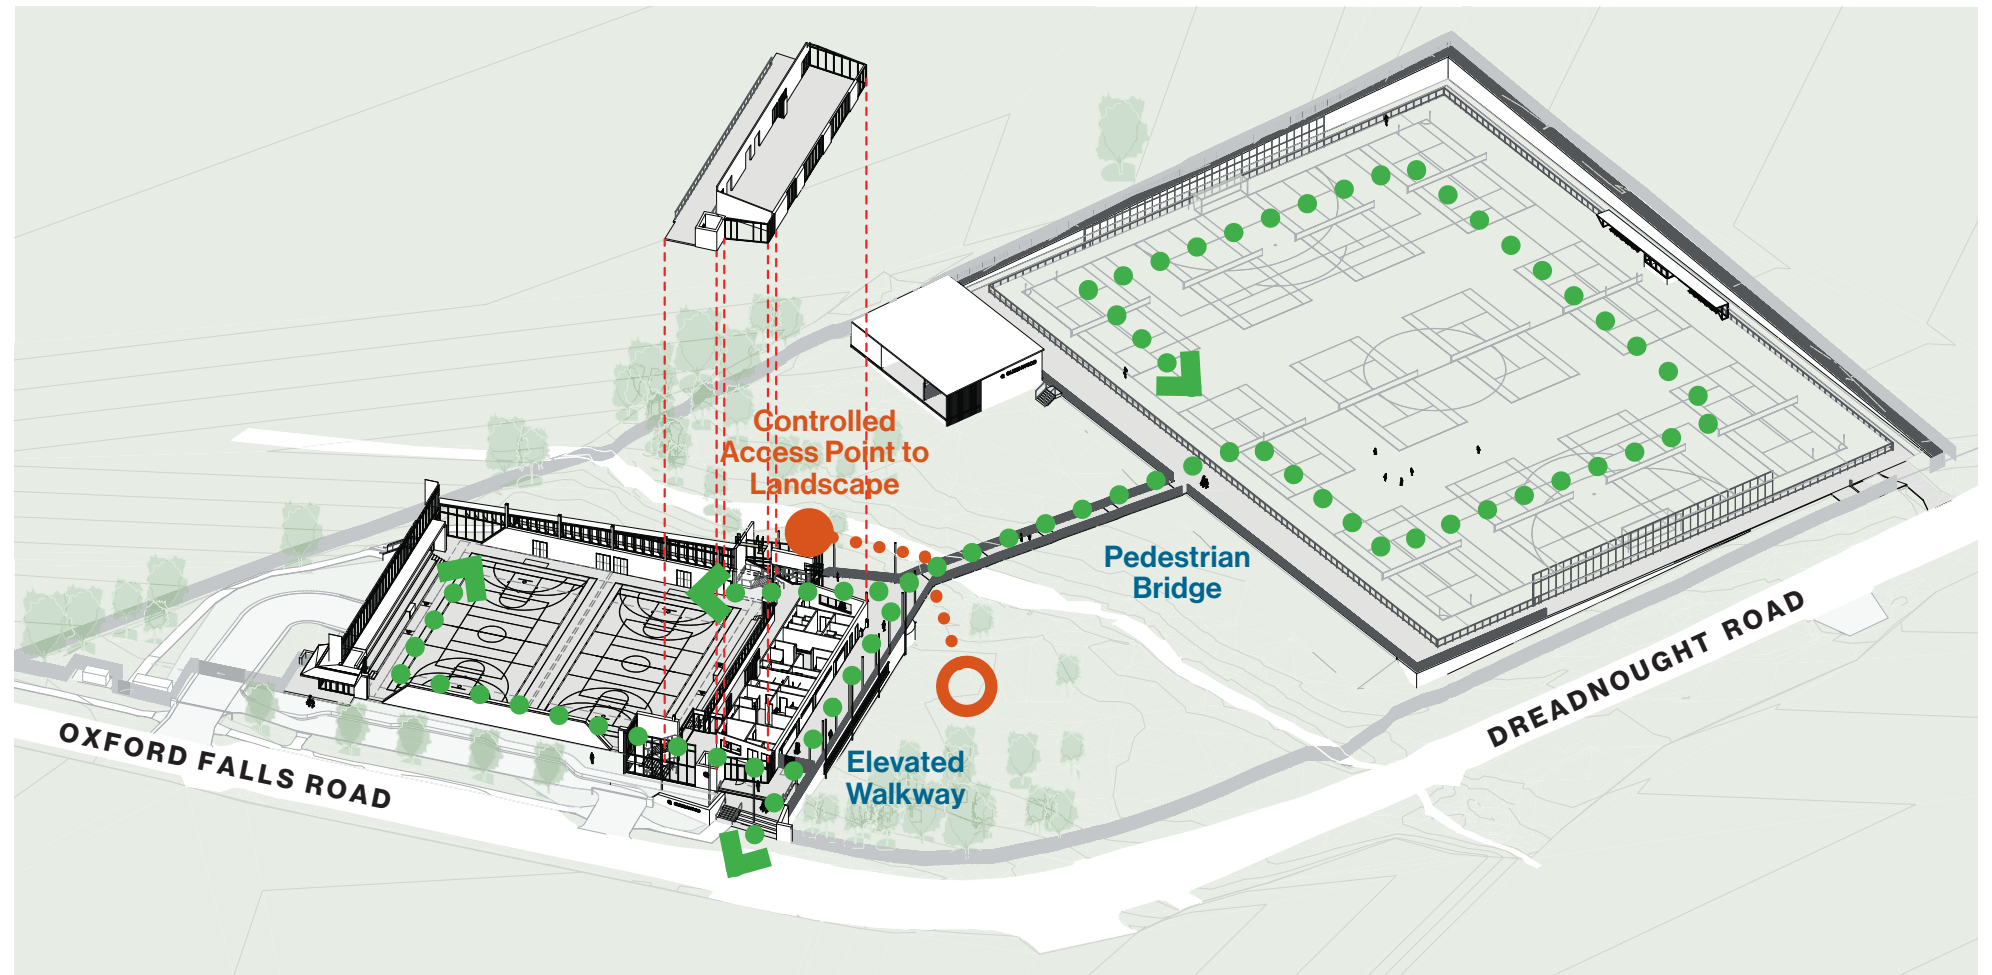 Controlled
Access Point to
Landscape
Pedestrian
Bridge
Elevated
Walkway
OXFORD FALLS ROAD
DREADNOUGHT ROAD